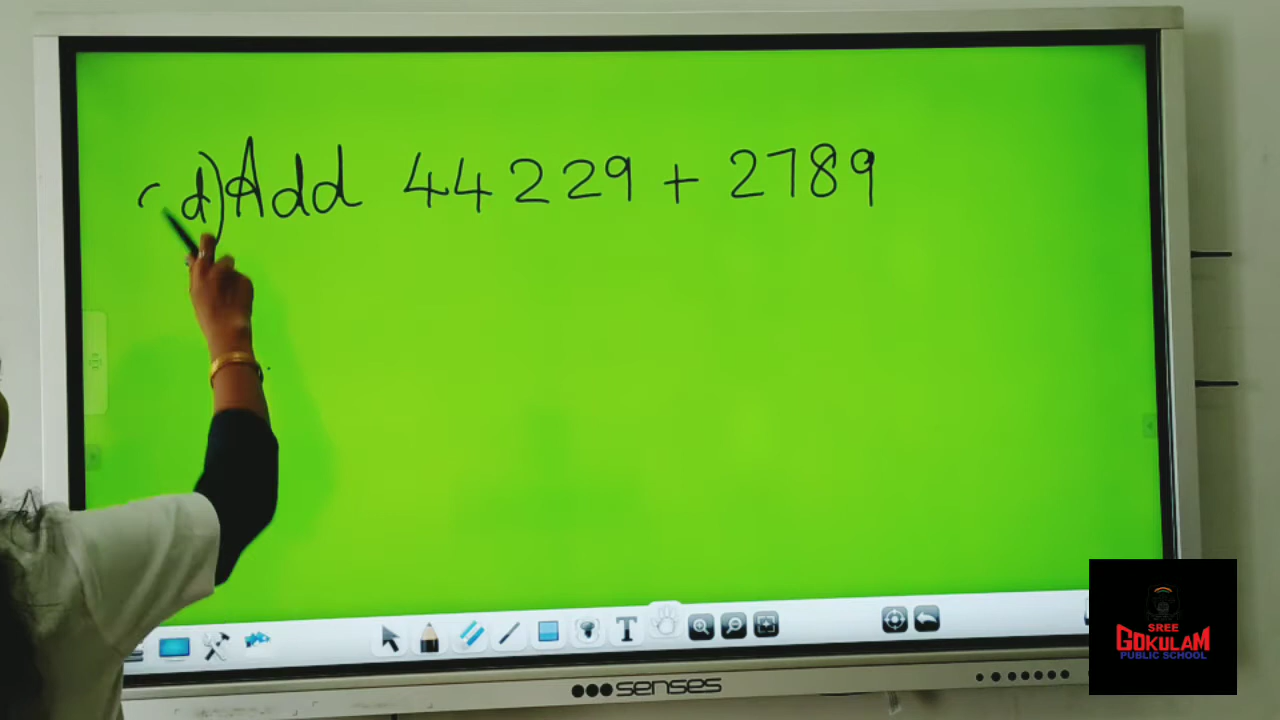 d) Add 44229 + 2789
T
senses
SREE
GOKULAM
PUBLIC SCHOOL